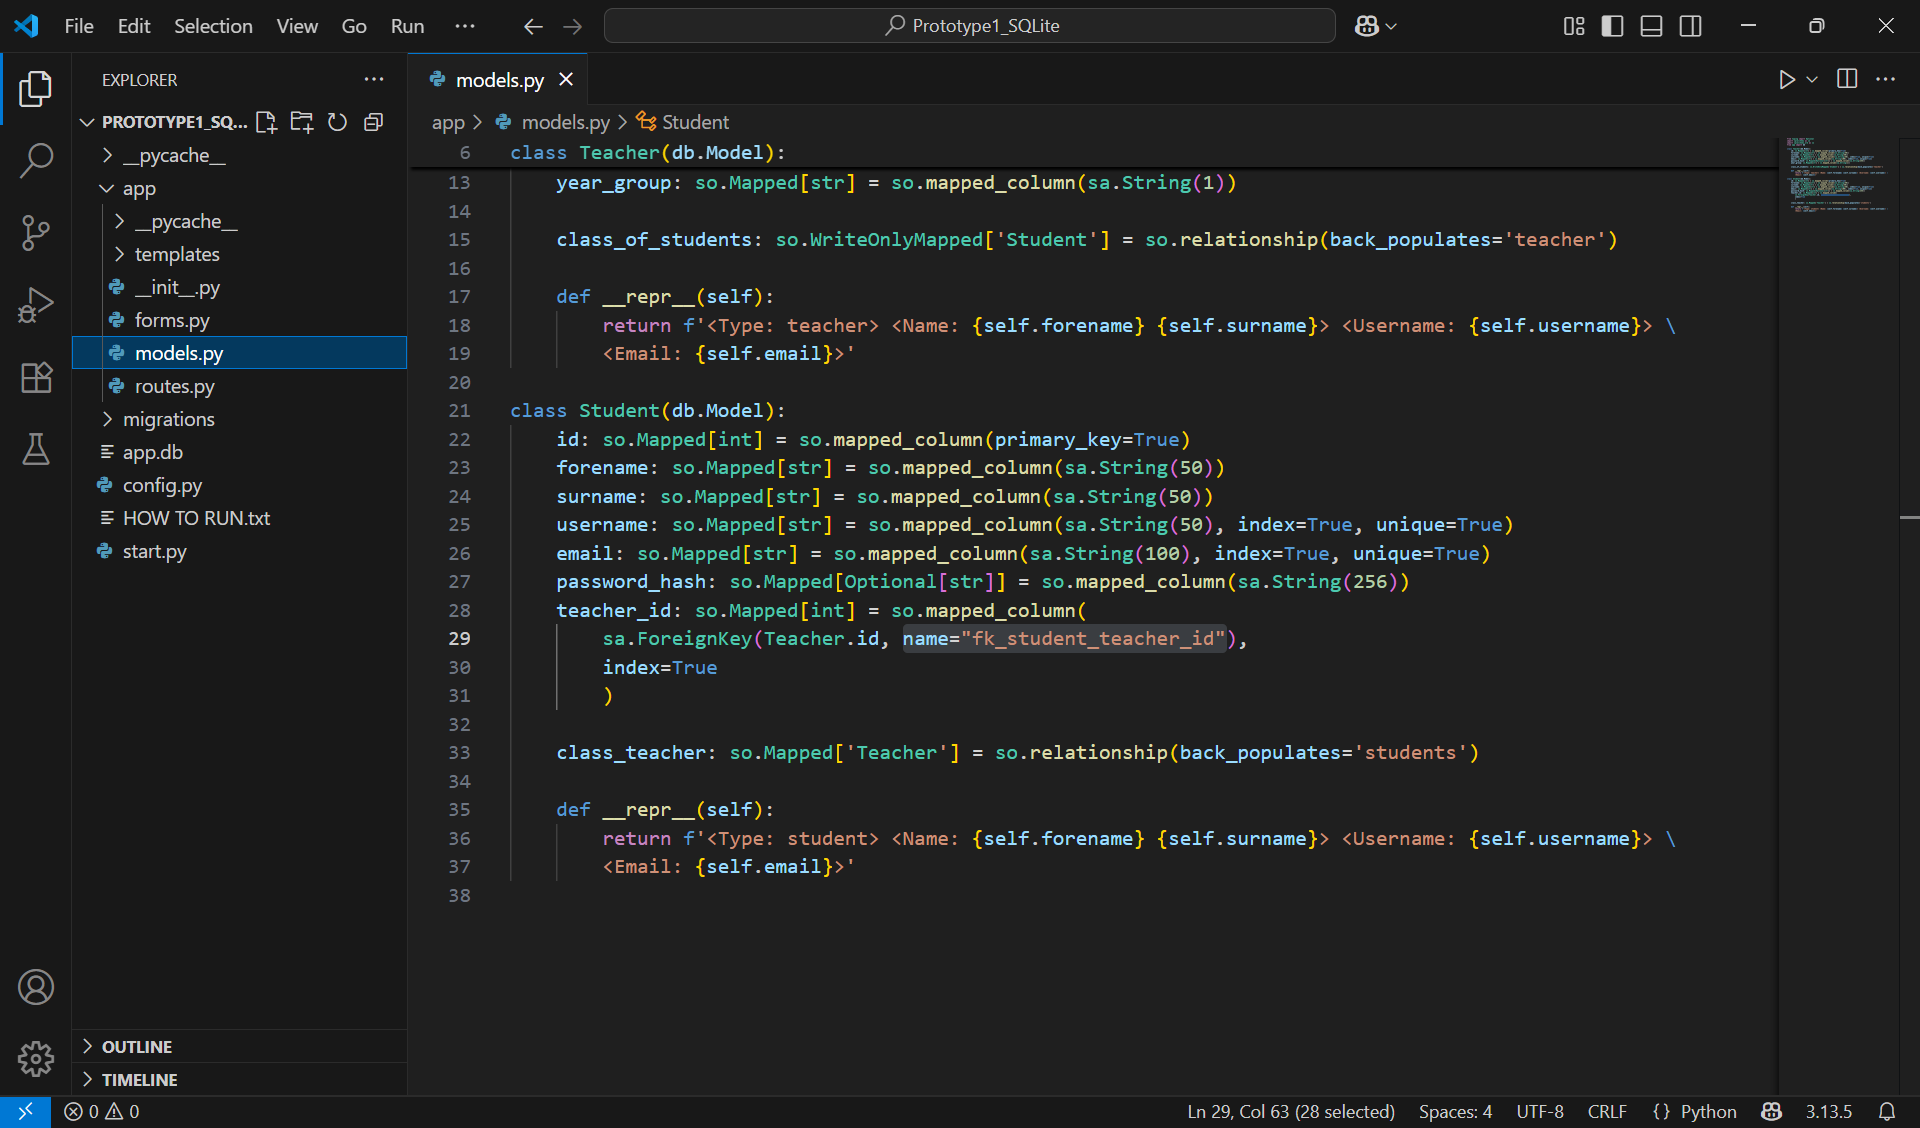 File Edit Selection View Go Run ··· Prototype1_SQLite
EXPLORER ···
PROTOTYPE1_SQ...
__pycache__
app
__pycache__
templates
__init__.py
forms.py
models.py
routes.py
migrations
app.db
config.py
HOW TO RUN.txt
start.py
OUTLINE
TIMELINE
models.py
app > models.py > Student
6 class Teacher(db.Model):
13 year_group: so.Mapped[str] = so.mapped_column(sa.String(1))
14
15 class_of_students: so.WriteOnlyMapped['Student'] = so.relationship(back_populates='teacher')
16
17 def __repr__(self):
18 return f'<Type: teacher> <Name: {self.forename} {self.surname}> <Username: {self.username}> \
19 <Email: {self.email}>'
20
21 class Student(db.Model):
22 id: so.Mapped[int] = so.mapped_column(primary_key=True)
23 forename: so.Mapped[str] = so.mapped_column(sa.String(50))
24 surname: so.Mapped[str] = so.mapped_column(sa.String(50))
25 username: so.Mapped[str] = so.mapped_column(sa.String(50), index=True, unique=True)
26 email: so.Mapped[str] = so.mapped_column(sa.String(100), index=True, unique=True)
27 password_hash: so.Mapped[Optional[str]] = so.mapped_column(sa.String(256))
28 teacher_id: so.Mapped[int] = so.mapped_column(
29 sa.ForeignKey(Teacher.id, name="fk_student_teacher_id"),
30 index=True
31 )
32
33 class_teacher: so.Mapped['Teacher'] = so.relationship(back_populates='students')
34
35 def __repr__(self):
36 return f'<Type: student> <Name: {self.forename} {self.surname}> <Username: {self.username}> \
37 <Email: {self.email}>'
38
0 0 Ln 29, Col 63 (28 selected) Spaces: 4 UTF-8 CRLF {} Python 3.13.5